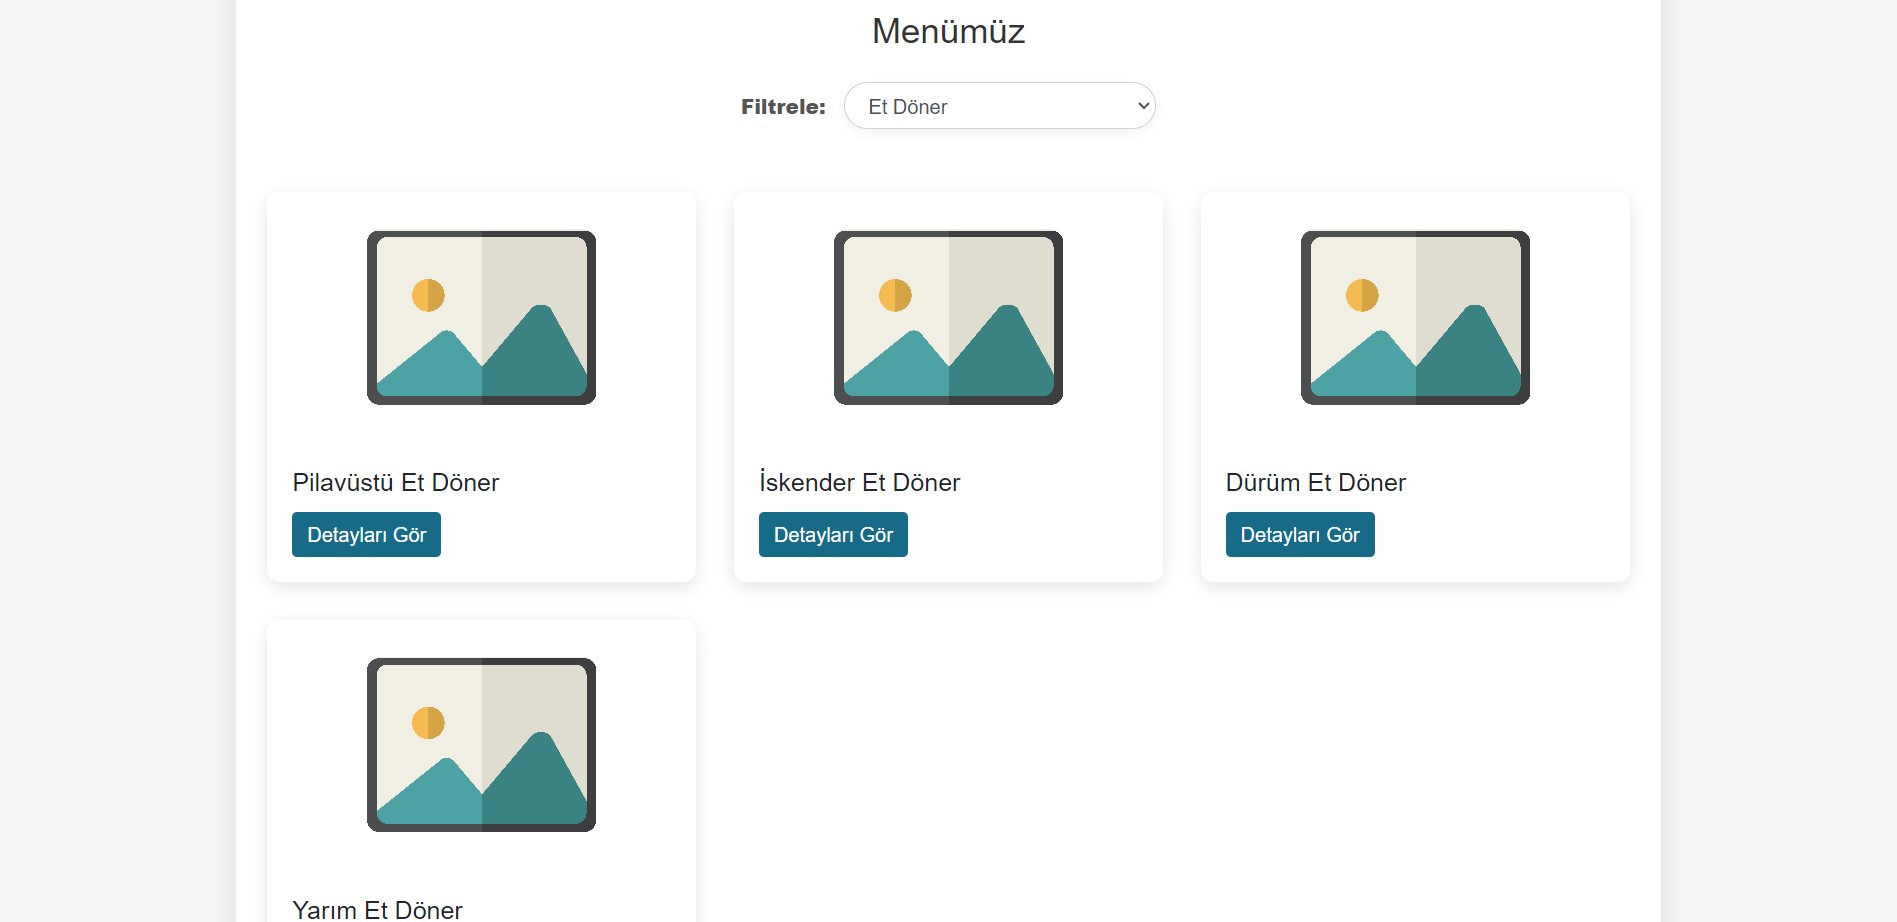 Menümüz
Filtrele: Et Döner
Pilavüstü Et Döner
Detayları Gör
İskender Et Döner
Detayları Gör
Dürüm Et Döner
Detayları Gör
Yarım Et Döner